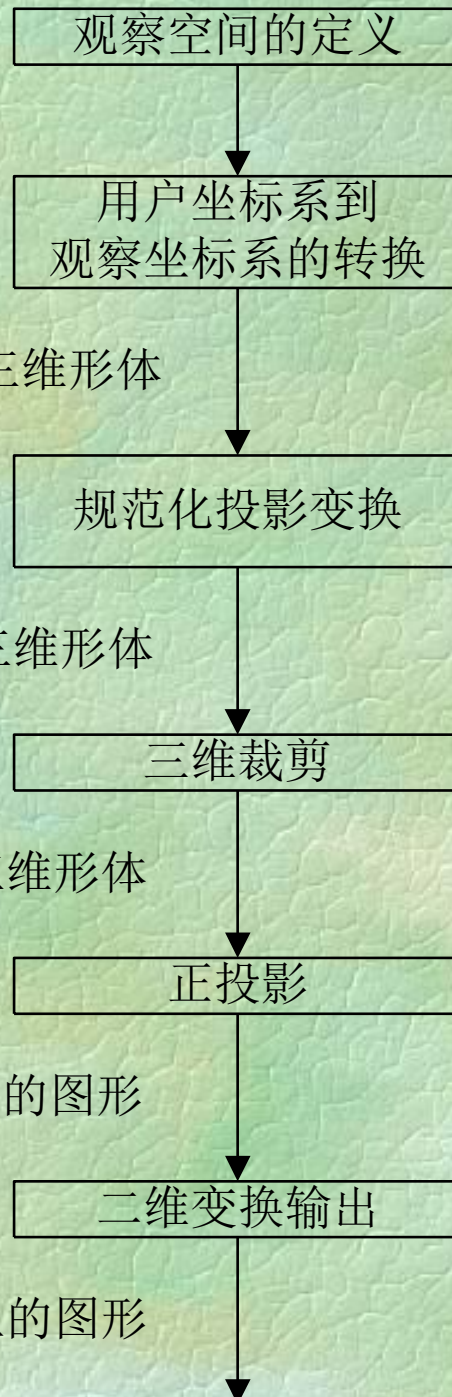 观察空间的定义
用户坐标系到
观察坐标系的转换
三维形体
规范化投影变换
三维形体
三维裁剪
维形体
正投影
的图形
二维变换输出
的图形